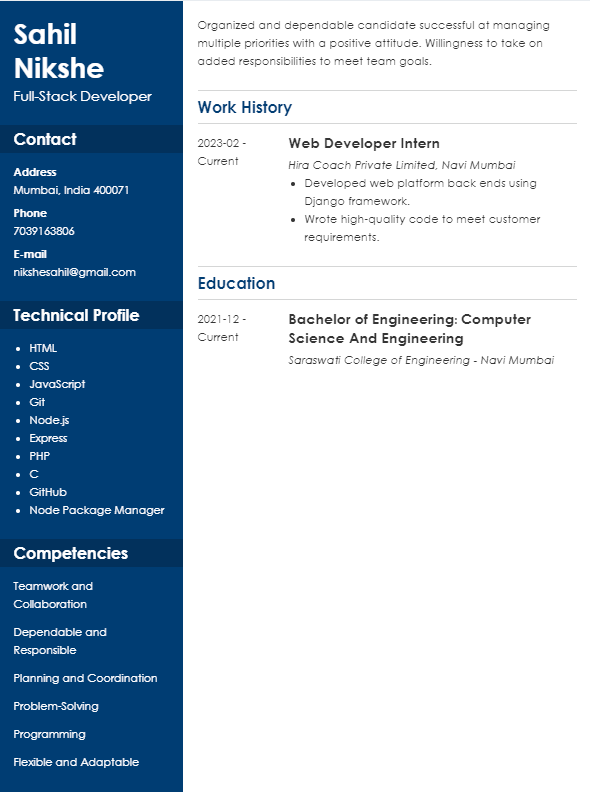 Sahil
Nikshe
Full-Stack Developer
Contact
Address
Mumbai, India 400071
Phone
7039163806
E-mail
nikshesahil@gmail.com
Technical Profile
HTML
CSS
JavaScript
Git
Node.js
Express
PHP
C
GitHub
Node Package Manager
Competencies
Teamwork and
Collaboration
Dependable and
Responsible
Planning and Coordination
Problem-Solving
Programming
Flexible and Adaptable
Organized and dependable candidate successful at managing
multiple priorities with a positive attitude. Willingness to take on
added responsibilities to meet team goals.
Work History
2023-02 -
Current
Web Developer Intern
Hira Coach Private Limited, Navi Mumbai
Developed web platform back ends using
Django framework.
Wrote high-quality code to meet customer
requirements.
Education
2021-12 -
Current
Bachelor of Engineering: Computer
Science And Engineering
Saraswati College of Engineering - Navi Mumbai